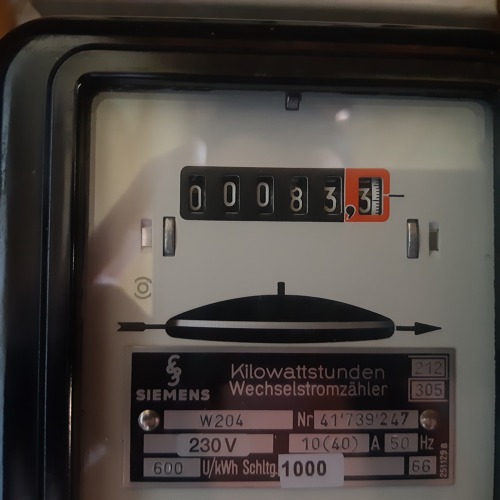 0 0 0 8 3 , 3
Kilowattstunden 212
Wechselstromzähler 305
SIEMENS
W204 Nr 41'739'247
230 V 10(40) A 50 Hz
600 U/kWh Schltg. 1000 66
251129 B